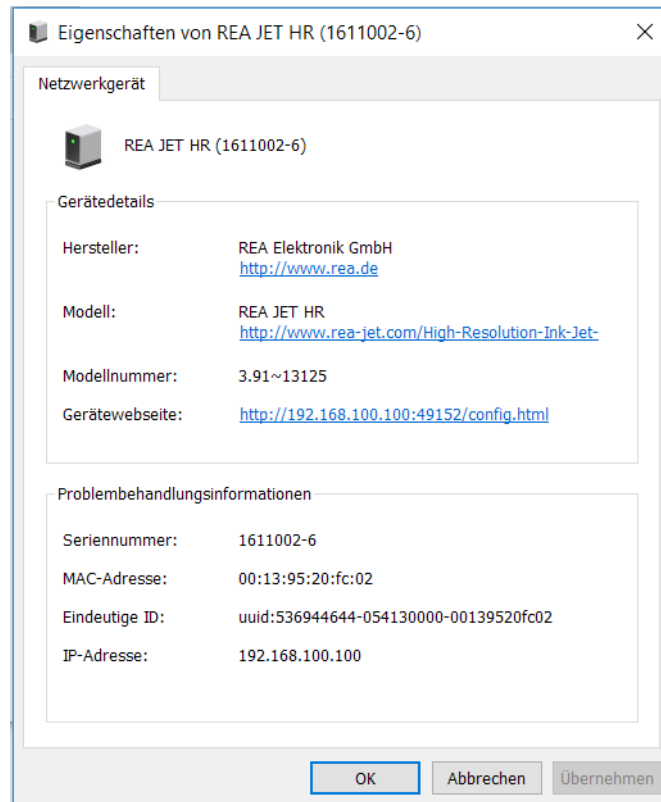 Eigenschaften von REA JET HR (1611002-6)
Netzwerkgerät
REA JET HR (1611002-6)
Gerätedetails
Hersteller: REA Elektronik GmbH
http://www.rea.de
Modell: REA JET HR
http://www.rea-jet.com/High-Resolution-Ink-Jet-
Modellnummer: 3.91~13125
Gerätewebseite: http://192.168.100.100:49152/config.html
Problembehandlungsinformationen
Seriennummer: 1611002-6
MAC-Adresse: 00:13:95:20:fc:02
Eindeutige ID: uuid:536944644-054130000-00139520fc02
IP-Adresse: 192.168.100.100
OK Abbrechen Übernehmen